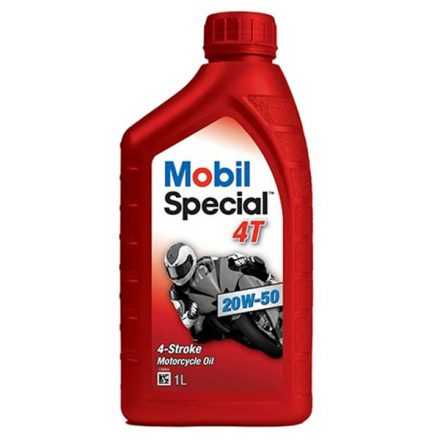 Mobil
Special™
4T
20W-50
4-Stroke
Motorcycle Oil
1L